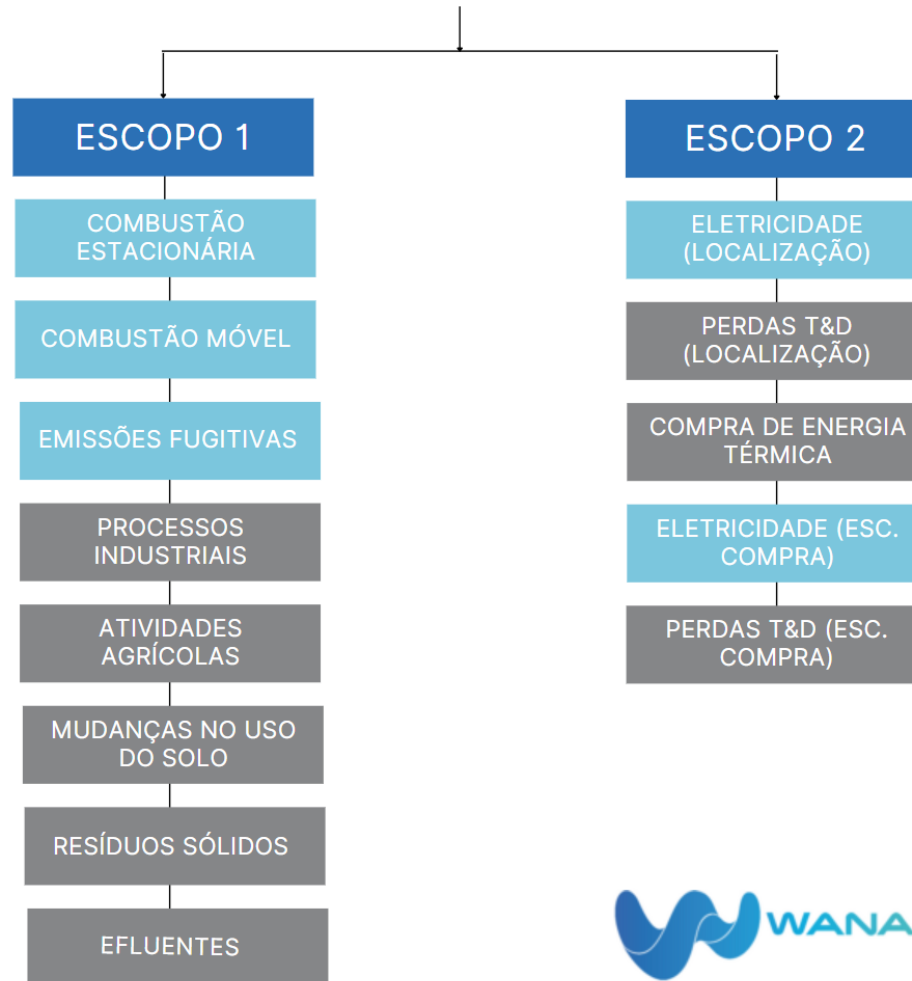 ESCOPO 1
COMBUSTÃO
ESTACIONÁRIA
COMBUSTÃO MÓVEL
EMISSÕES FUGITIVAS
PROCESSOS
INDUSTRIAIS
ATIVIDADES
AGRÍCOLAS
MUDANÇAS NO USO
DO SOLO
RESÍDUOS SÓLIDOS
EFLUENTES
ESCOPO 2
ELETRICIDADE
(LOCALIZAÇÃO)
PERDAS T&D
(LOCALIZAÇÃO)
COMPRA DE ENERGIA
TÉRMICA
ELETRICIDADE (ESC.
COMPRA)
PERDAS T&D (ESC.
COMPRA)
WANA